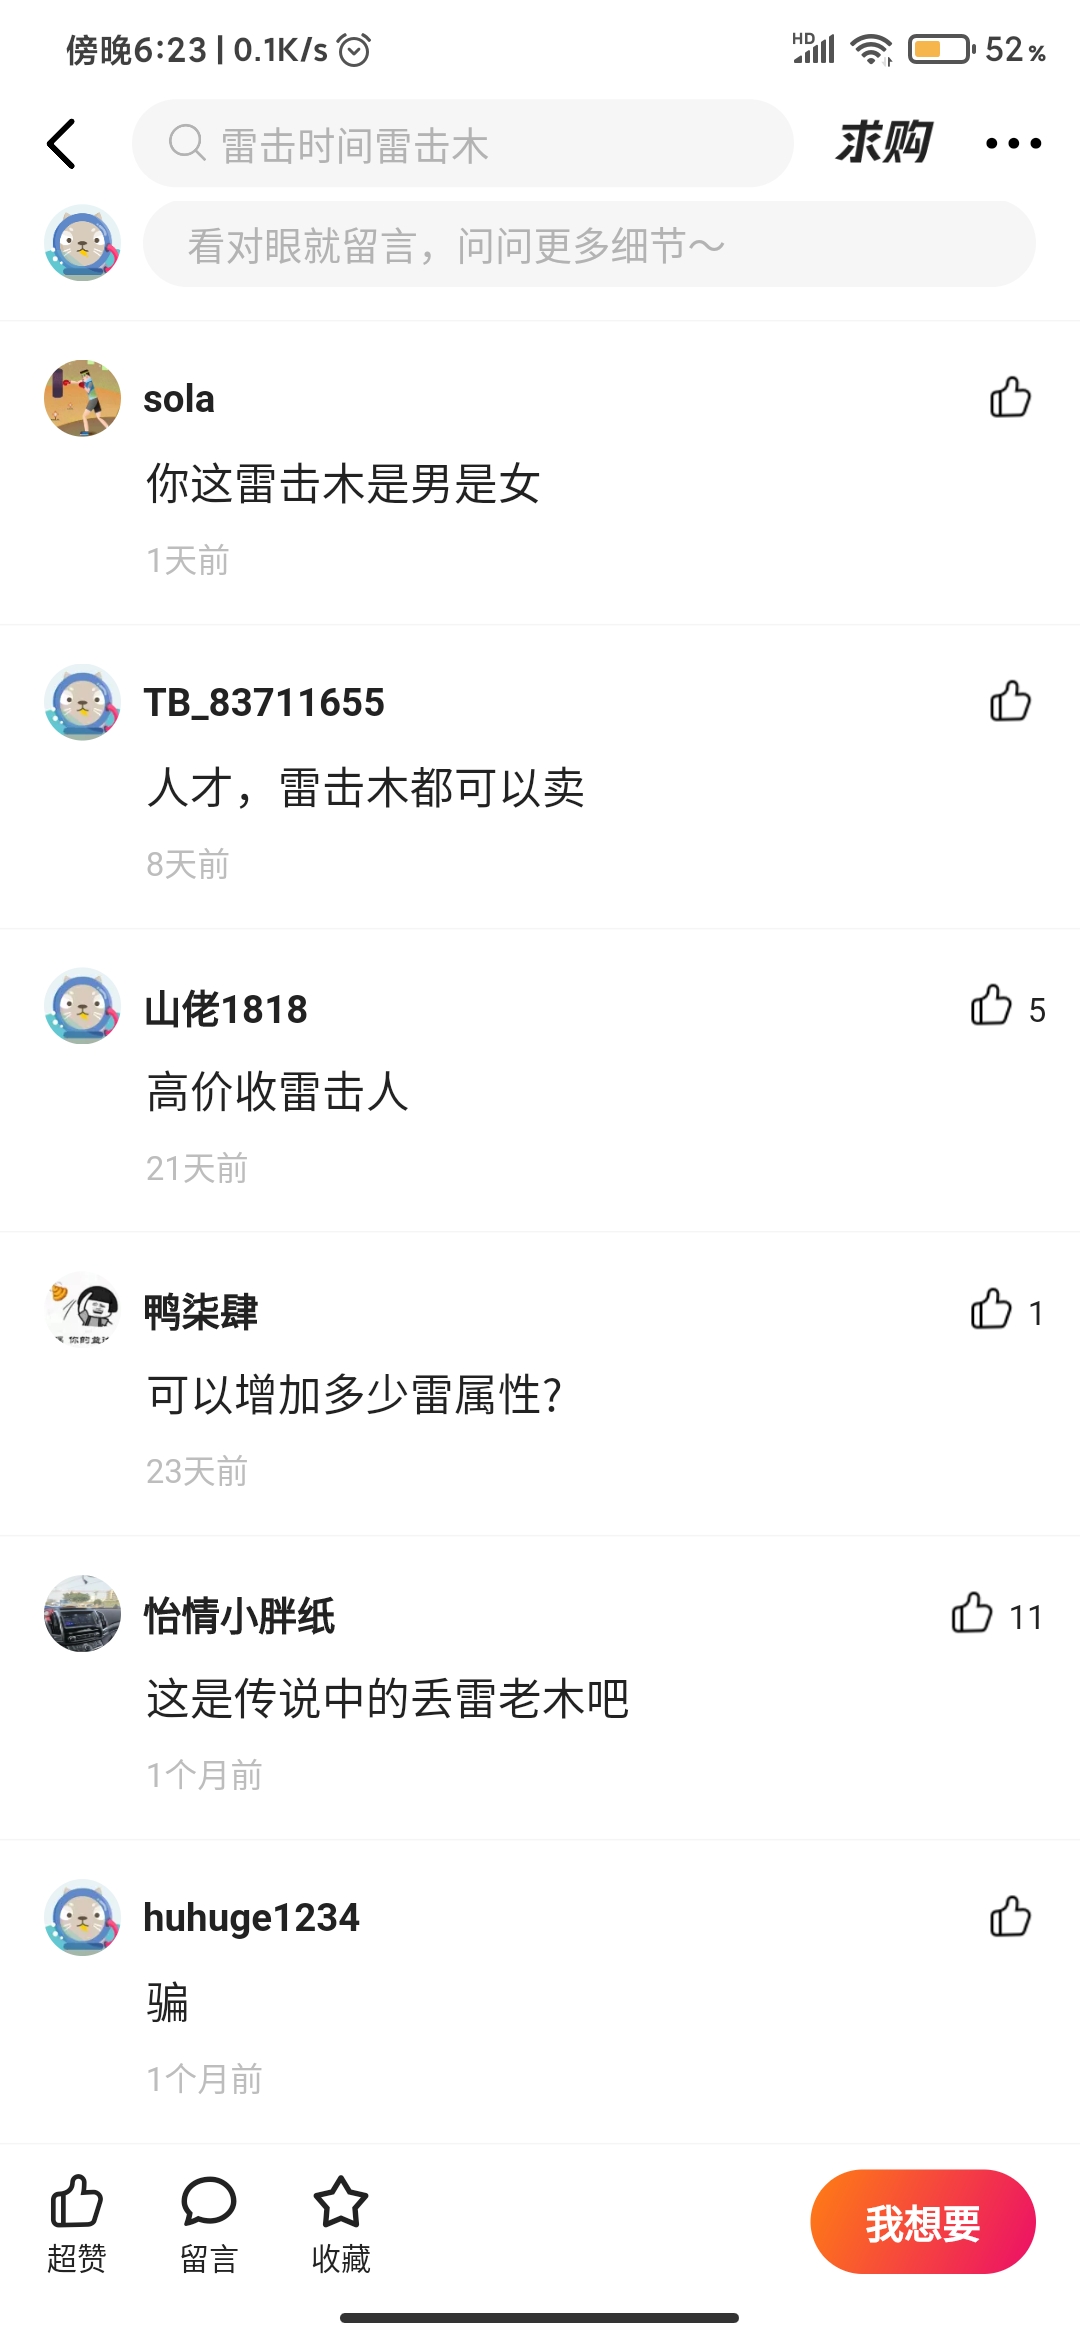 傍晚6:23 | 0.1K/s
HD
52%
雷击时间雷击木
求购
看对眼就留言，问问更多细节～
sola
你这雷击木是男是女
1天前
TB_83711655
人才，雷击木都可以卖
8天前
山佬1818
5
高价收雷击人
21天前
鸭柒肆
1
可以增加多少雷属性?
23天前
怡情小胖纸
11
这是传说中的丢雷老木吧
1个月前
huhuge1234
骗
1个月前
超赞
留言
收藏
我想要